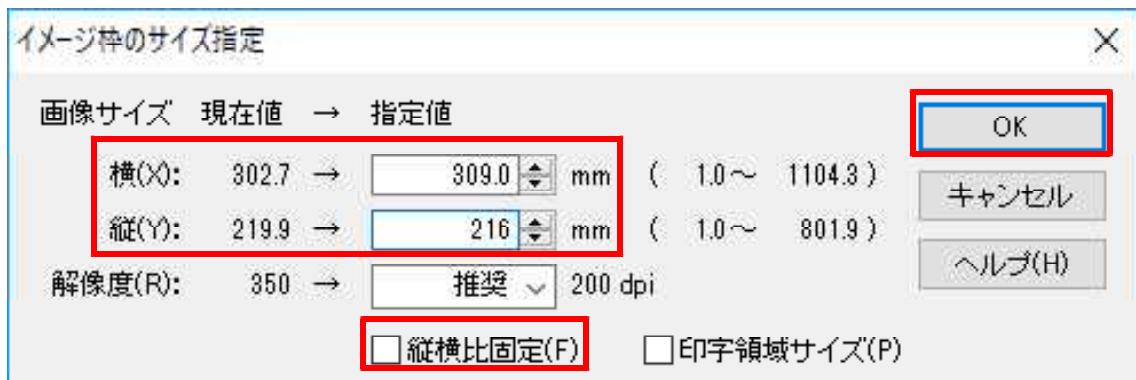 イメージ枠のサイズ指定
画像サイズ 現在値 → 指定値
OK
横(X): 302.7 → 309.0 mm ( 1.0～ 1104.3 )
キャンセル
縦(Y): 219.9 → 216 mm ( 1.0～ 801.9 )
ヘルプ(H)
解像度(R): 350 → 推奨 200 dpi
縦横比固定(F) 印字領域サイズ(P)